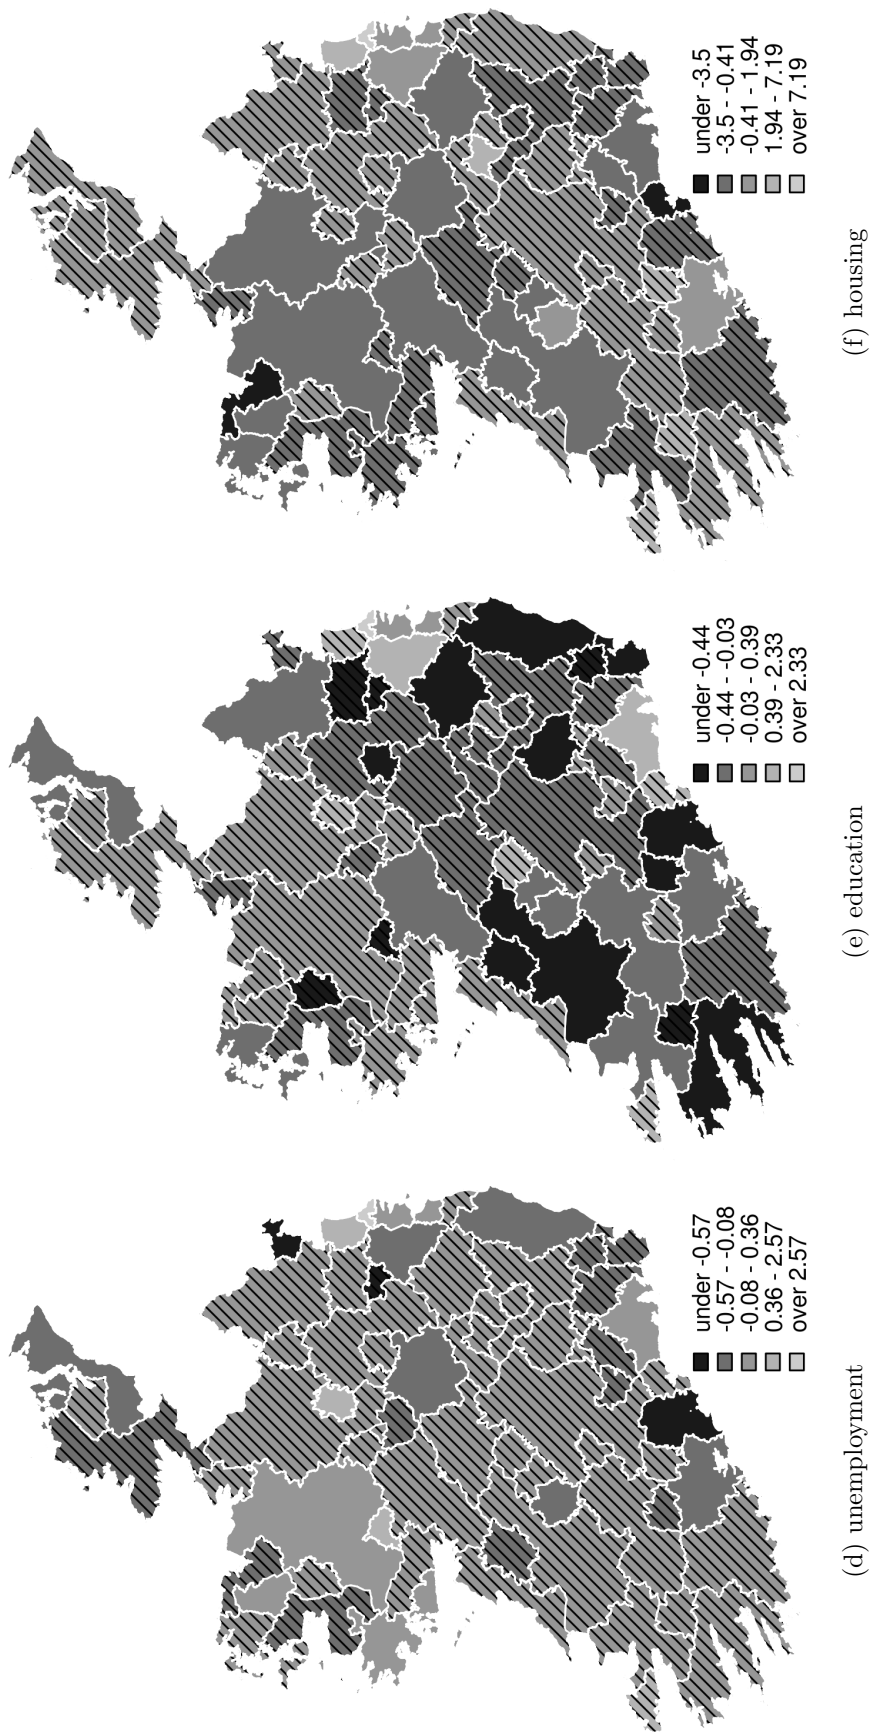 under -0.57
-0.57 - -0.08
-0.08 - 0.36
0.36 - 2.57
over 2.57
(d) unemployment
under -0.44
-0.44 - -0.03
-0.03 - 0.39
0.39 - 2.33
over 2.33
(e) education
under -3.5
-3.5 - -0.41
-0.41 - 1.94
1.94 - 7.19
over 7.19
(f) housing